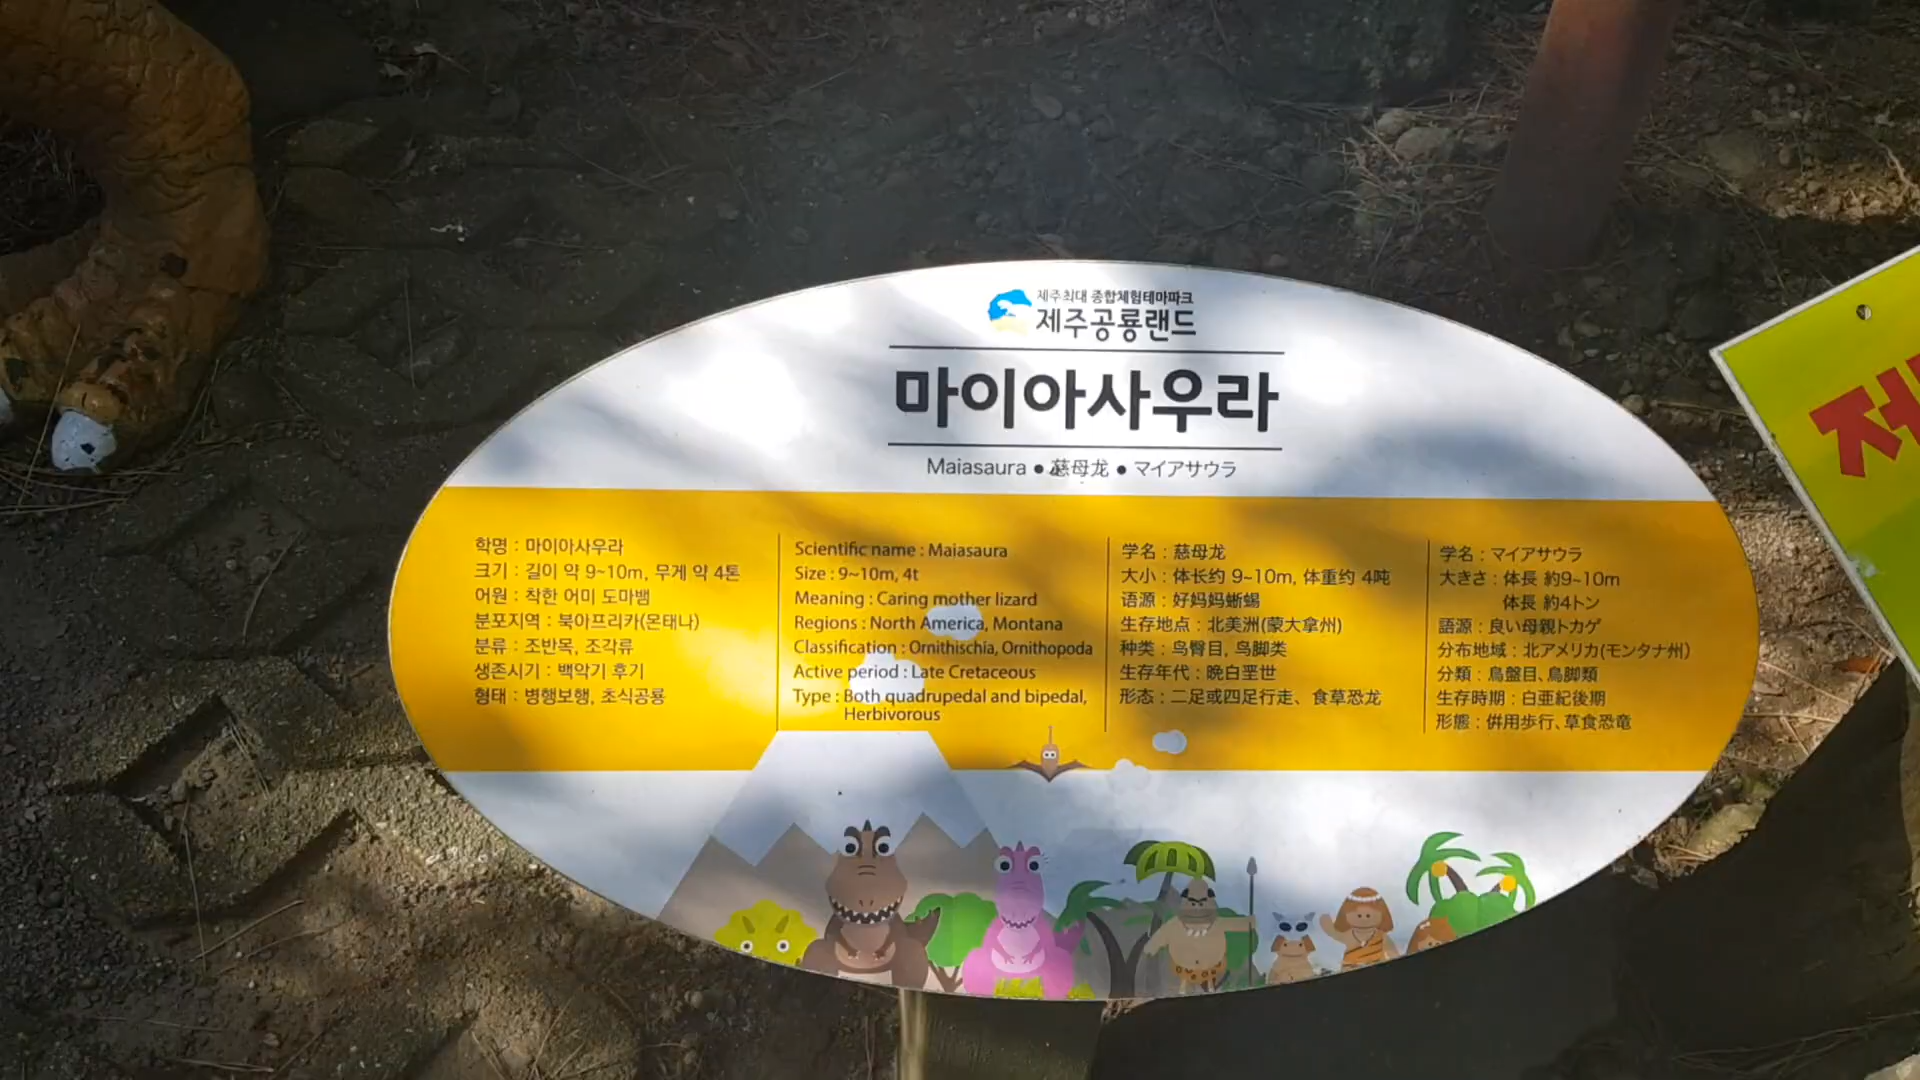 제주최대 종합체험테마파크
제주공룡랜드
마이아사우라
Maiasaura ● 慈母龙 ● マイアサウラ
학명 : 마이아사우라
크기 : 길이 약 9~10m, 무게 약 4톤
어원 : 착한 어미 도마뱀
분포지역 : 북아프리카(몬태나)
분류 : 조반목, 조각류
생존시기 : 백악기 후기
형태 : 병행보행, 초식공룡
Scientific name : Maiasaura
Size : 9~10m, 4t
Meaning : Caring mother lizard
Regions : North America, Montana
Classification : Ornithischia, Ornithopoda
Active period : Late Cretaceous
Type : Both quadrupedal and bipedal,
Herbivorous
学名 : 慈母龙
大小 : 体长约 9~10m, 体重约 4吨
语源 : 好妈妈蜥蜴
生存地点 : 北美洲(蒙大拿州)
种类 : 鸟臀目, 鸟脚类
生存年代 : 晚白垩世
形态 : 二足或四足行走、食草恐龙
学名 : マイアサウラ
大きさ : 体長 約9~10m
体長 約4トン
語源 : 良い母親トカゲ
分布地域 : 北アメリカ(モンタナ州)
分類 : 鳥盤目、鳥脚類
生存時期 : 白亜紀後期
形態 : 併用歩行、草食恐竜